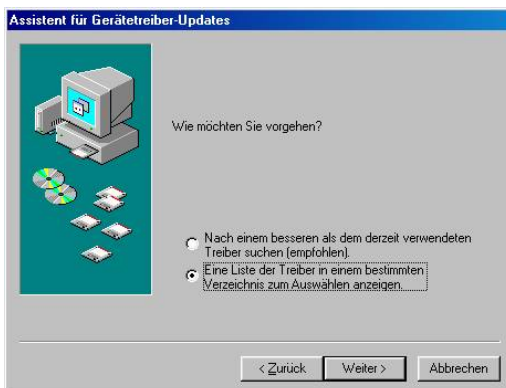 Assistent für Gerätetreiber-Updates
Wie möchten Sie vorgehen?
Nach einem besseren als dem derzeit verwendeten
Treiber suchen (empfohlen).
Eine Liste der Treiber in einem bestimmten
Verzeichnis zum Auswählen anzeigen.
< Zurück
Weiter >
Abbrechen